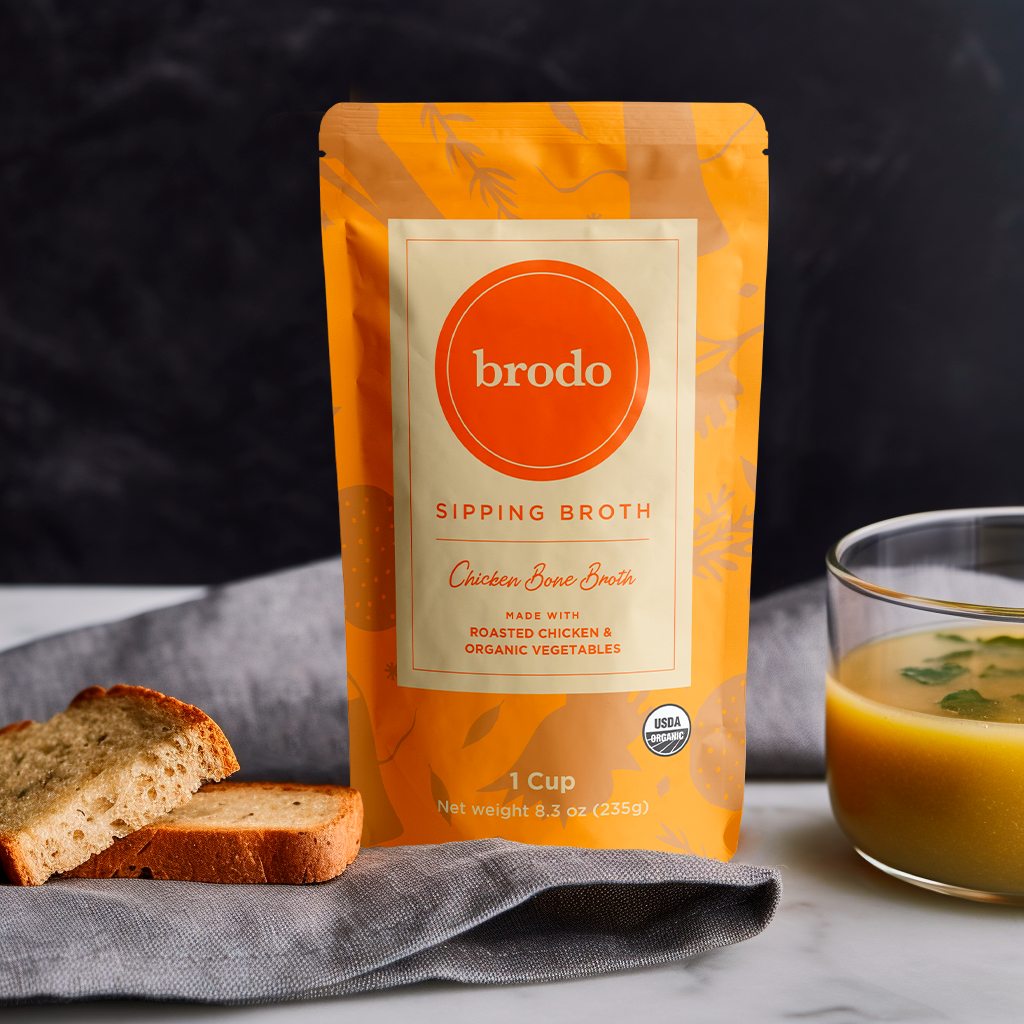 brodo
SIPPING BROTH
Chicken Bone Broth
MADE WITH
ROASTED CHICKEN &
ORGANIC VEGETABLES
USDA
ORGANIC
1 Cup
Net weight 8.3 oz (235g)